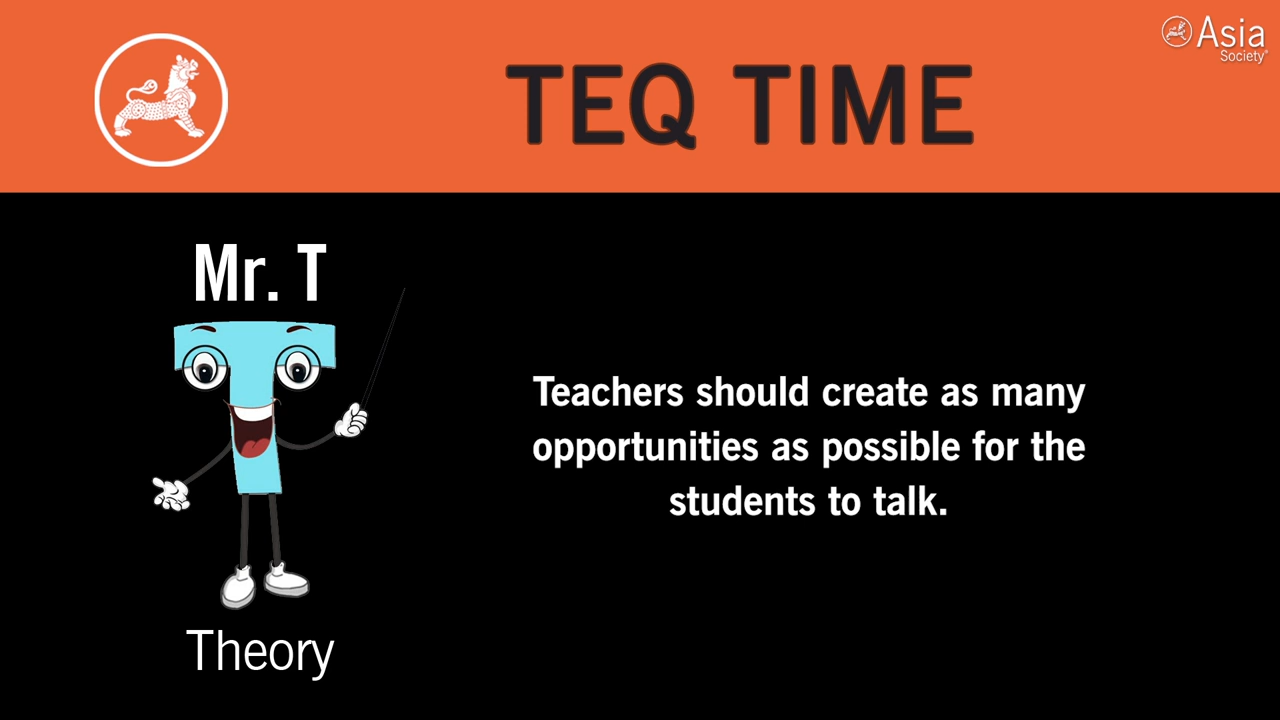 TEQ TIME
Asia
Society
Mr. T
Teachers should create as many
opportunities as possible for the
students to talk.
Theory